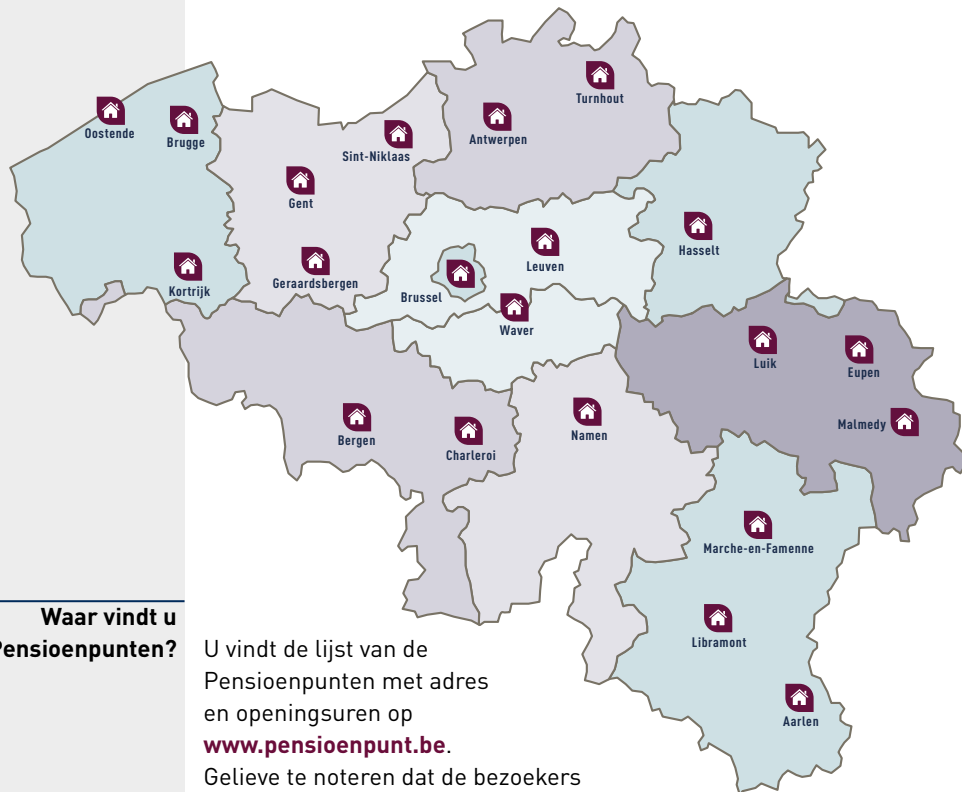 Turnhout
Oostende
Brugge
Antwerpen
Sint-Niklaas
Gent
Hasselt
Leuven
Geraardsbergen
Kortrijk
Brussel
Waver
Luik
Eupen
Malmedy
Namen
Bergen
Charleroi
Marche-en-Famenne
Libramont
Aarlen
Waar vindt u
Pensioenpunten?
U vindt de lijst van de
Pensioenpunten met adres
en openingsuren op
www.pensioenpunt.be.
Gelieve te noteren dat de bezoekers